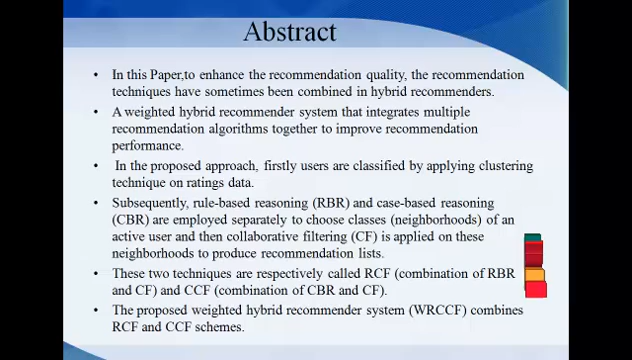 Abstract
• In this Paper,to enhance the recommendation quality, the recommendation
techniques have sometimes been combined in hybrid recommenders.
• A weighted hybrid recommender system that integrates multiple
recommendation algorithms together to improve recommendation
performance.
• In the proposed approach, firstly users are classified by applying clustering
technique on ratings data.
• Subsequently, rule-based reasoning (RBR) and case-based reasoning
(CBR) are employed separately to choose classes (neighborhoods) of an
active user and then collaborative filtering (CF) is applied on these
neighborhoods to produce recommendation lists.
• These two techniques are respectively called RCF (combination of RBR
and CF) and CCF (combination of CBR and CF).
• The proposed weighted hybrid recommender system (WRCCF) combines
RCF and CCF schemes.